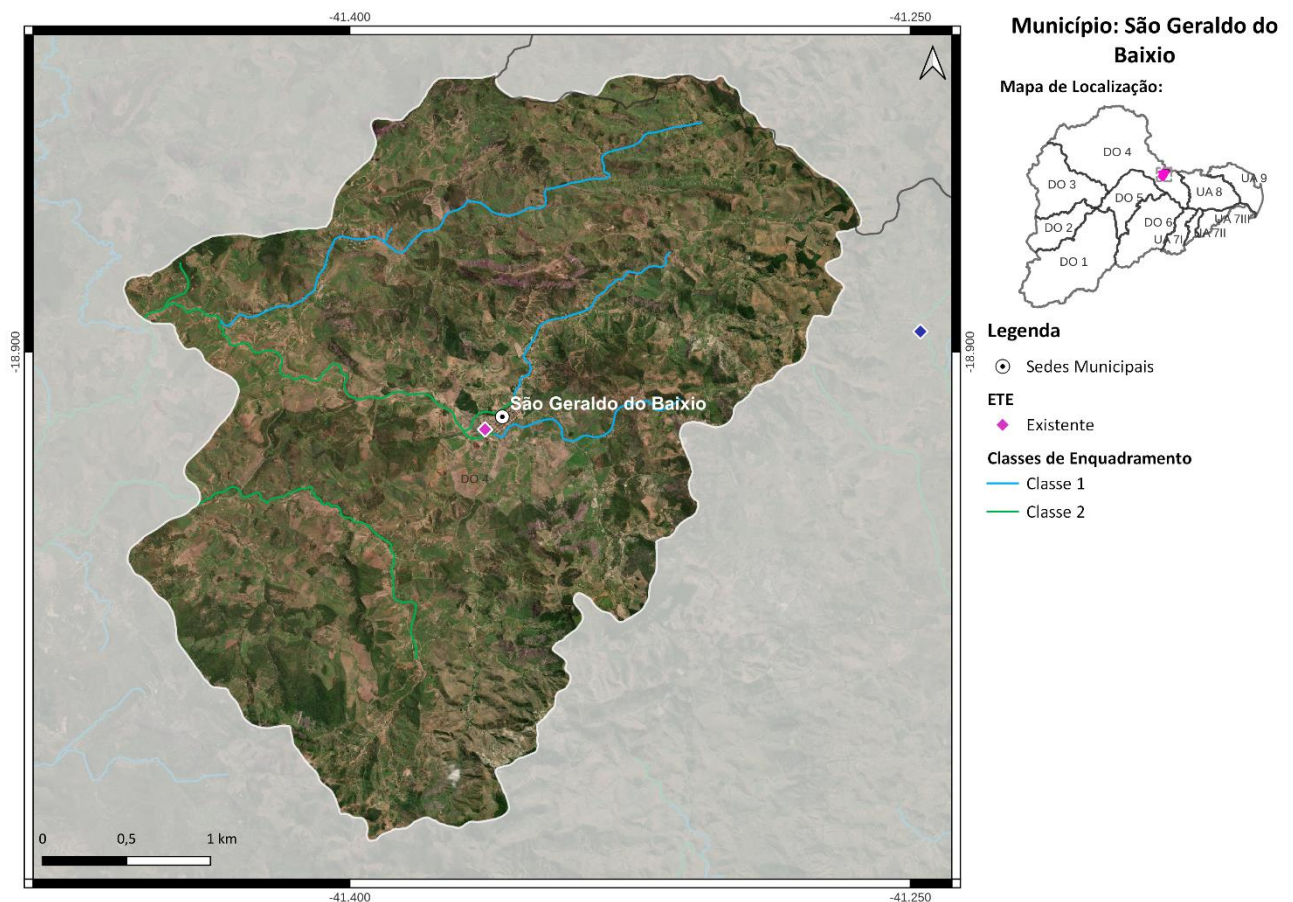 -41.400
-41.250
Município: São Geraldo do
Baixio
Mapa de Localização:
DO 4
DO 3
UA 9
UA 8
DO 5
DO 6
UA 7III
DO 2
UA 7II
UA 7I
DO 1
-18.900
-18.900
Legenda
Sedes Municipais
ETE
Existente
Classes de Enquadramento
Classe 1
Classe 2
São Geraldo do Baixio
DO 4
0
0,5
1 km
-41.400
-41.250